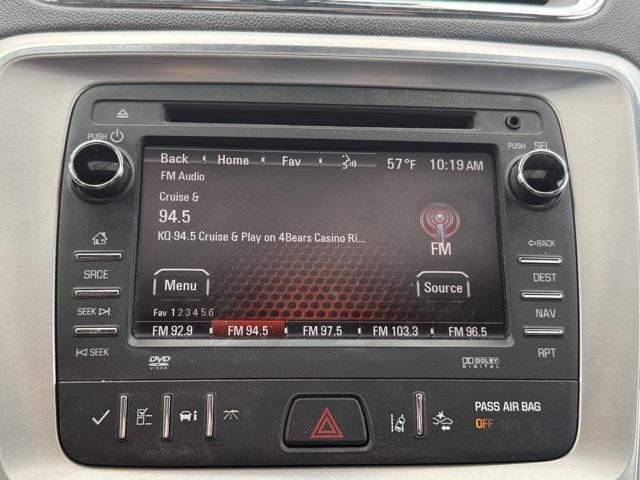 PUSH
PUSH SEL
Back Home Fav 57°F 10:19 AM
FM Audio
Cruise &
94.5
KQ-94.5 Cruise & Play on 4Bears Casino Ri...
FM
BACK
SRCE
Menu
Source
DEST
SEEK
Fav 1 2 3 4 5 6
NAV
FM 92.9 FM 94.5 FM 97.5 FM 103.3 FM 96.5
SEEK
DVD
VIDEO
DOLBY
DIGITAL
RPT
PASS AIR BAG
OFF